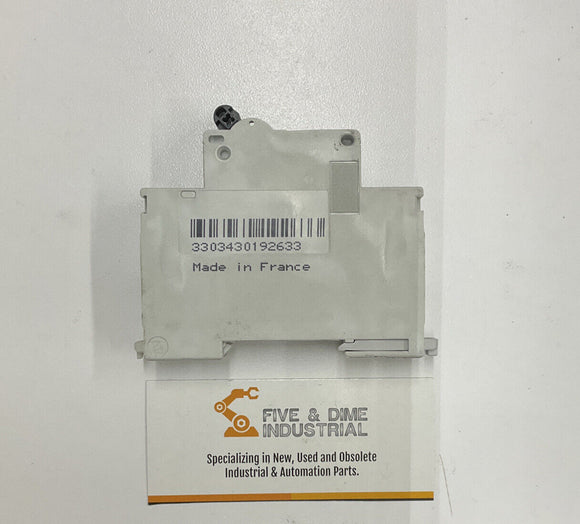 3303430192633
Made in France
FIVE & DIME
INDUSTRIAL
Specializing in New, Used and Obsolete
Industrial & Automation Parts.